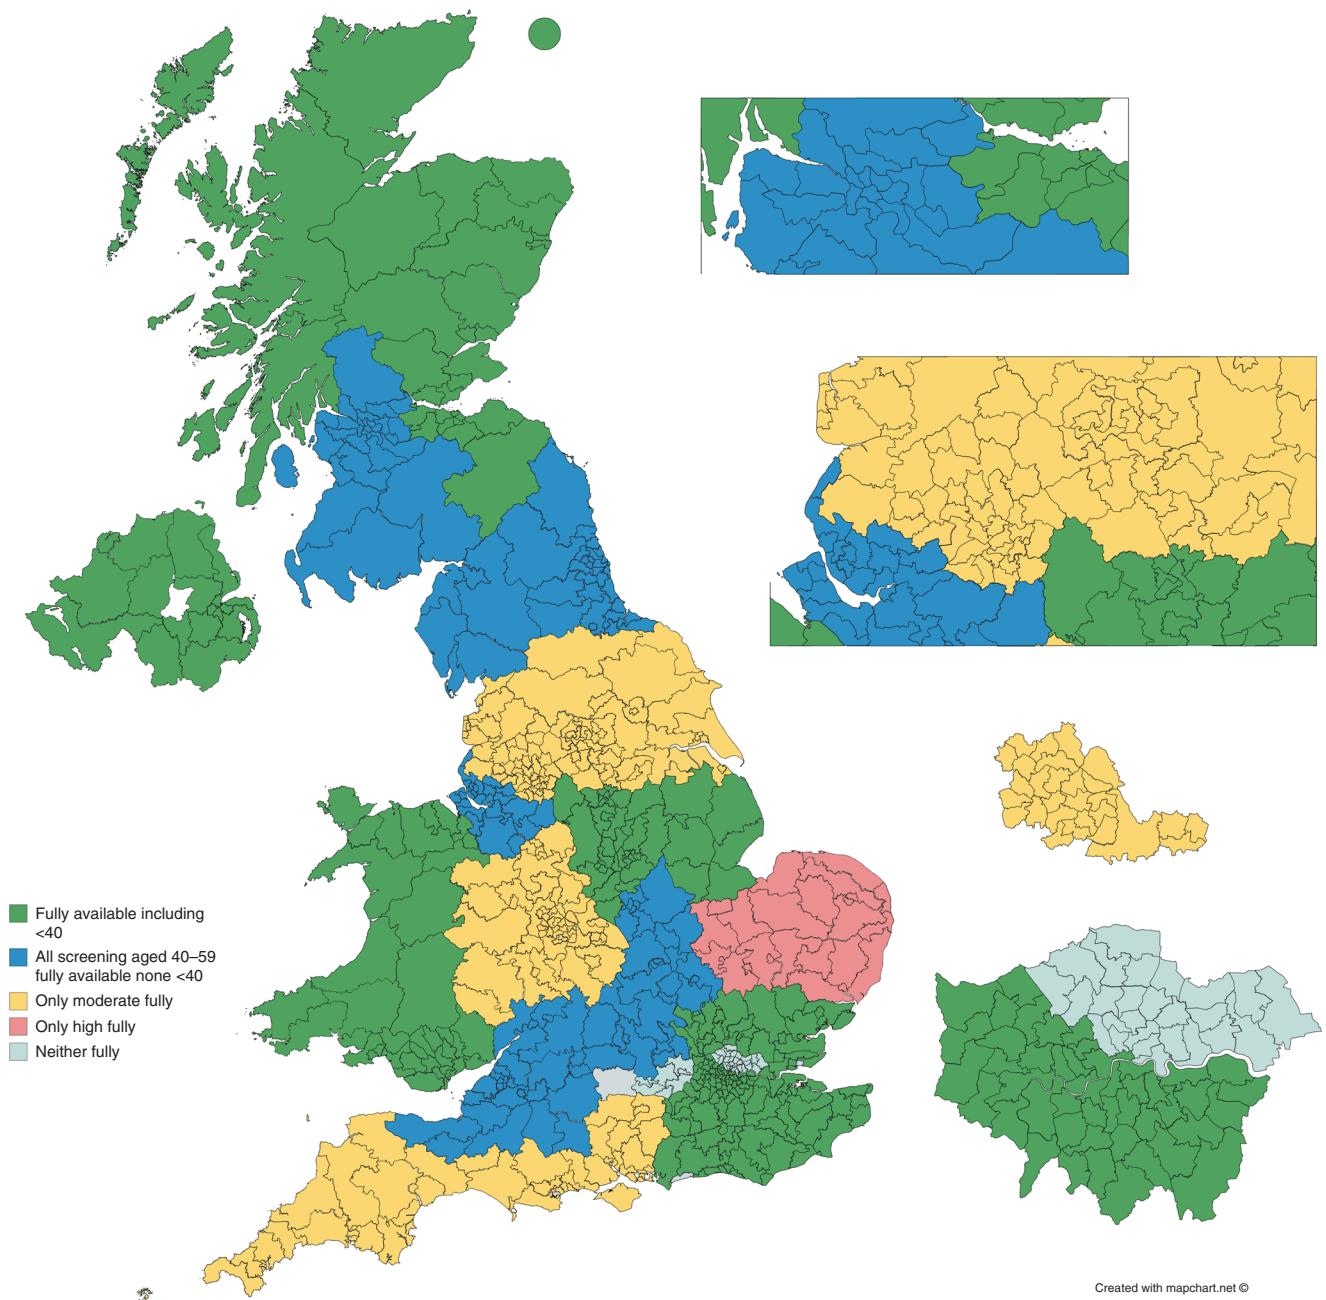 Fully available including
<40
All screening aged 40–59
fully available none <40
Only moderate fully
Only high fully
Neither fully
Created with mapchart.net ©